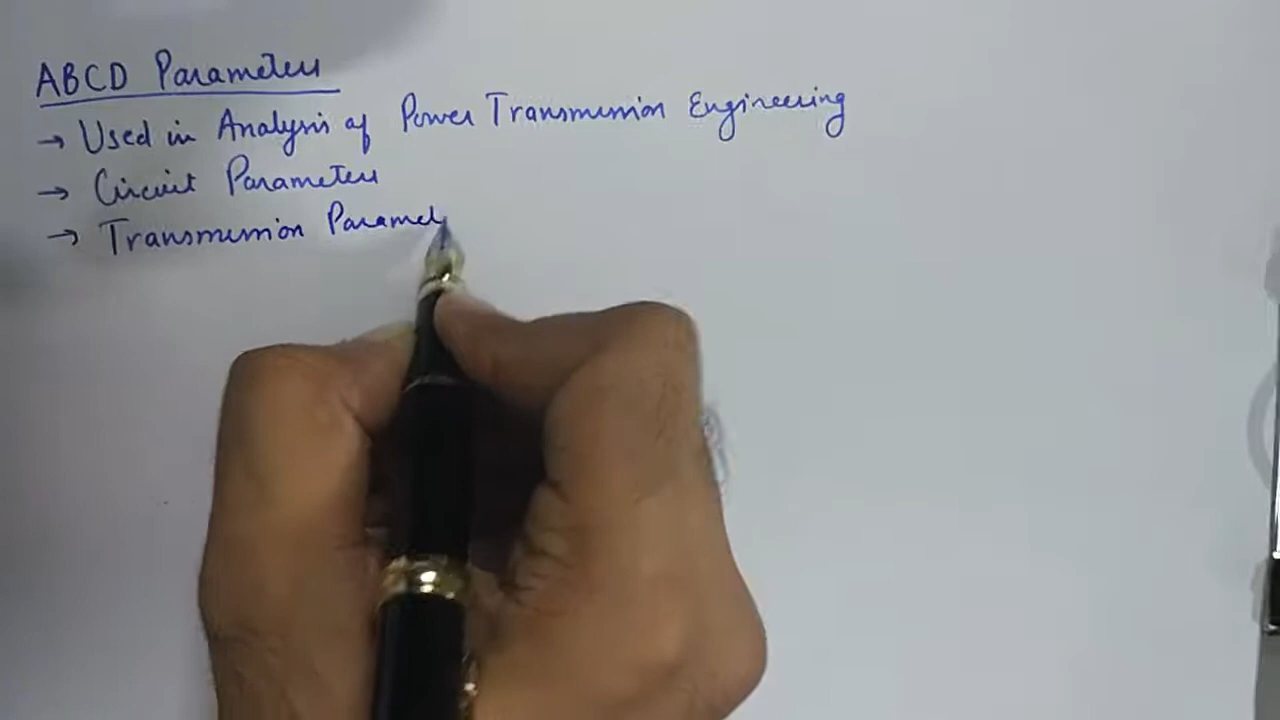 ABCD Parameters
→ Used in Analysis of Power Transmission Engineering
→ Circuit Parameters
→ Transmission Paramet